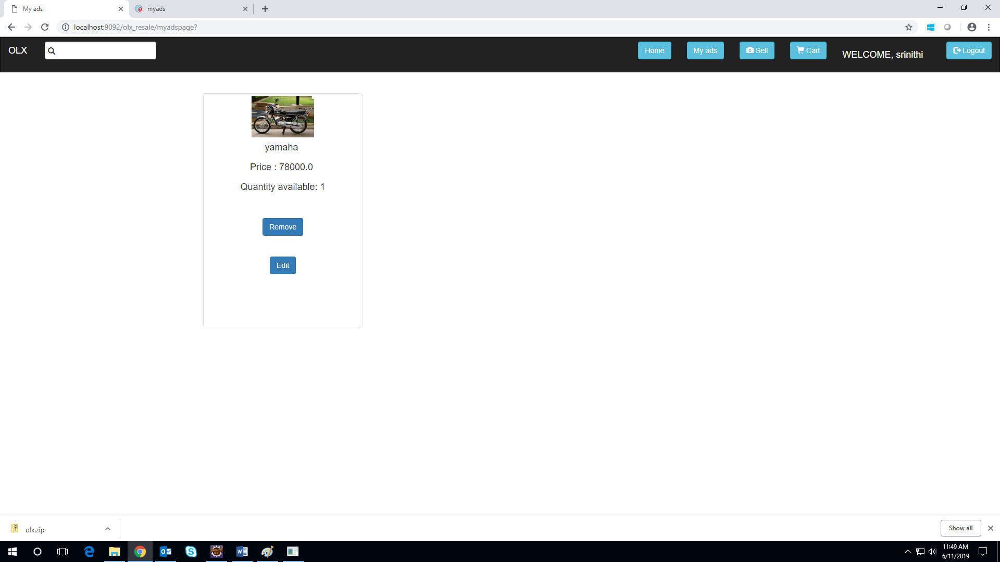 My ads
myads
localhost:9092/olx_resale/myadspage?
OLX
Home
My ads
Sell
Cart
WELCOME, srinithi
Logout
yamaha
Price : 78000.0
Quantity available: 1
Remove
Edit
olx.zip
Show all
11:49 AM
6/11/2019